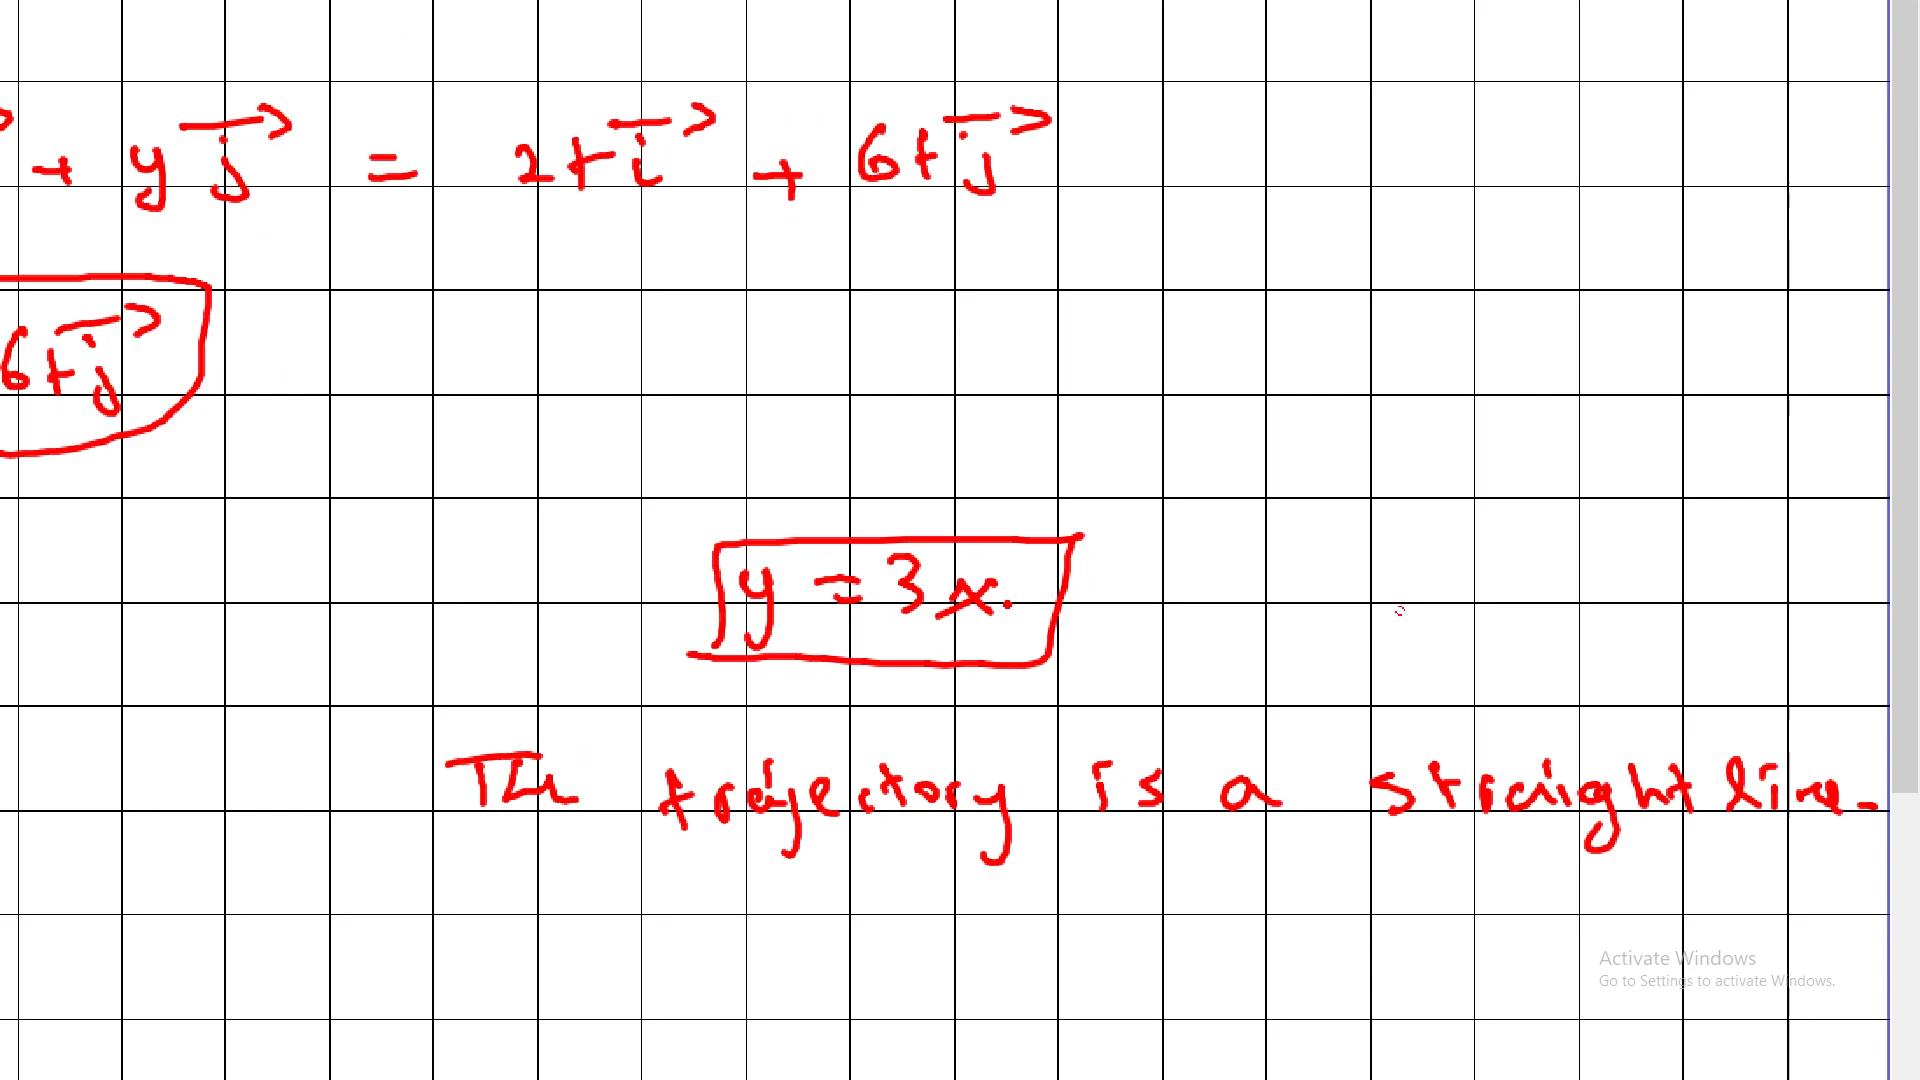 + y j⃗ = 2t i⃗ + 6t j⃗
6t j⃗
y = 3x.
The trajectory is a straight line.
Activate Windows
Go to Settings to activate Windows.